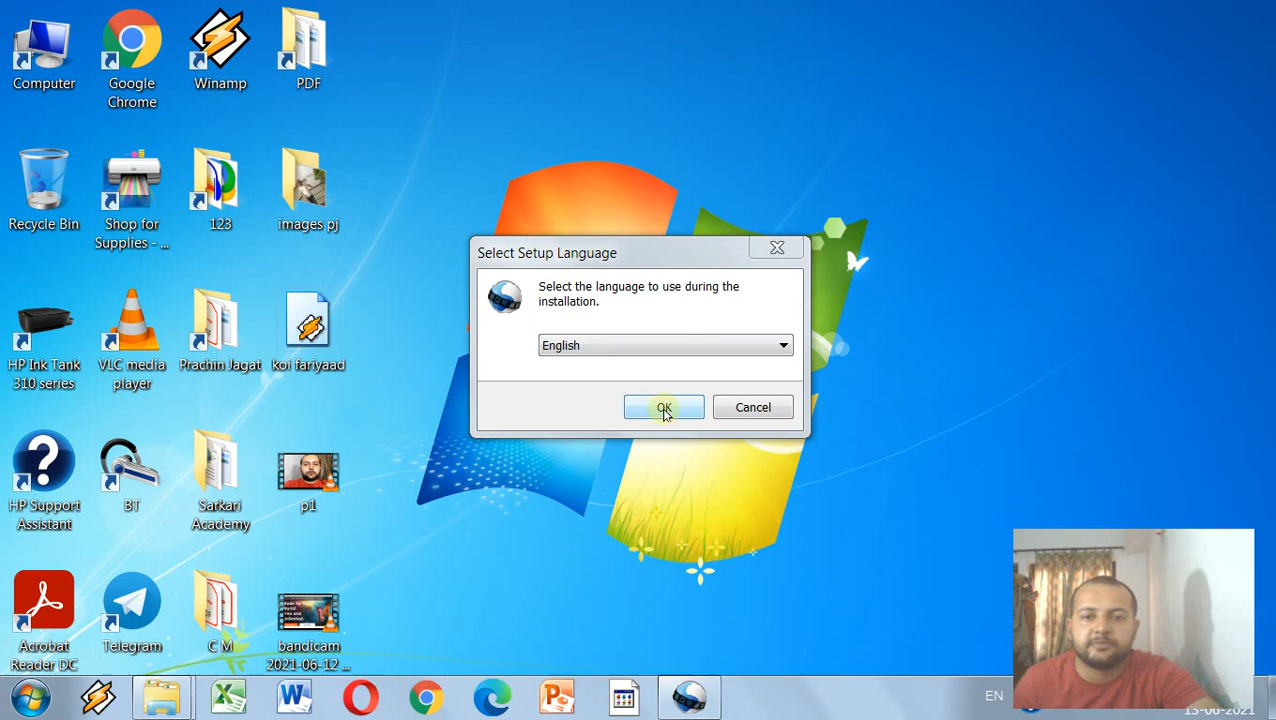 Computer
Google
Chrome
Winamp
PDF
Recycle Bin
Shop for
Supplies - ...
123
images pj
HP Ink Tank
310 series
VLC media
player
Prachin Jagat
koi fariyaad
HP Support
Assistant
BT
Sarkari
Academy
p1
Acrobat
Reader DC
Telegram
C M
bandicam
2021-06-12 ...
Select Setup Language
Select the language to use during the
installation.
English
OK
Cancel
EN
13-06-2021